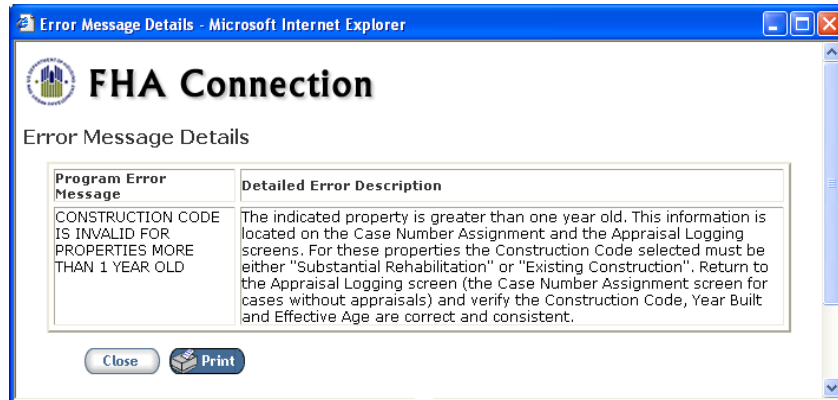 Error Message Details - Microsoft Internet Explorer
FHA Connection
Error Message Details
Program Error
Message
Detailed Error Description
CONSTRUCTION CODE
IS INVALID FOR
PROPERTIES MORE
THAN 1 YEAR OLD
The indicated property is greater than one year old. This information is
located on the Case Number Assignment and the Appraisal Logging
screens. For these properties the Construction Code selected must be
either "Substantial Rehabilitation" or "Existing Construction". Return to
the Appraisal Logging screen (the Case Number Assignment screen for
cases without appraisals) and verify the Construction Code, Year Built
and Effective Age are correct and consistent.
Close
Print